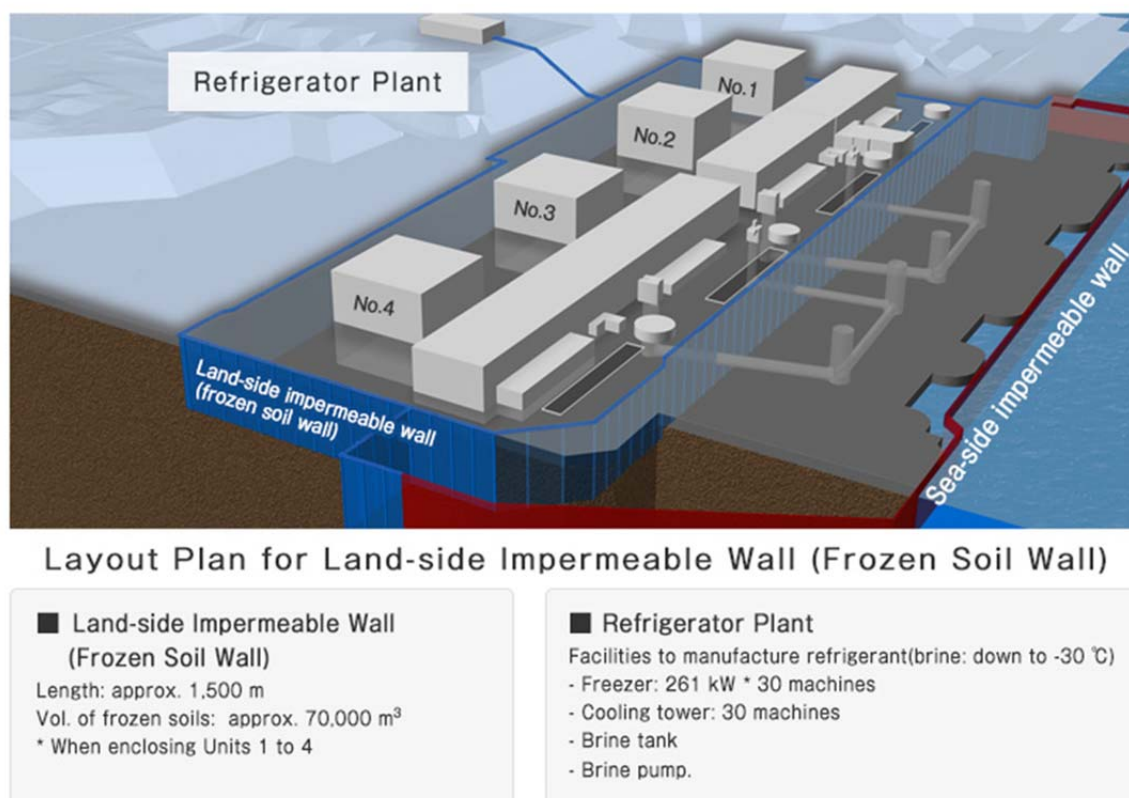 Refrigerator Plant
No.1
No.2
No.3
No.4
Land-side impermeable wall
(frozen soil wall)
Sea-side impermeable wall
Layout Plan for Land-side Impermeable Wall (Frozen Soil Wall)
■ Land-side Impermeable Wall
(Frozen Soil Wall)
Length: approx. 1,500 m
Vol. of frozen soils: approx. 70,000 m³
* When enclosing Units 1 to 4
■ Refrigerator Plant
Facilities to manufacture refrigerant(brine: down to -30 ℃)
- Freezer: 261 kW * 30 machines
- Cooling tower: 30 machines
- Brine tank
- Brine pump.